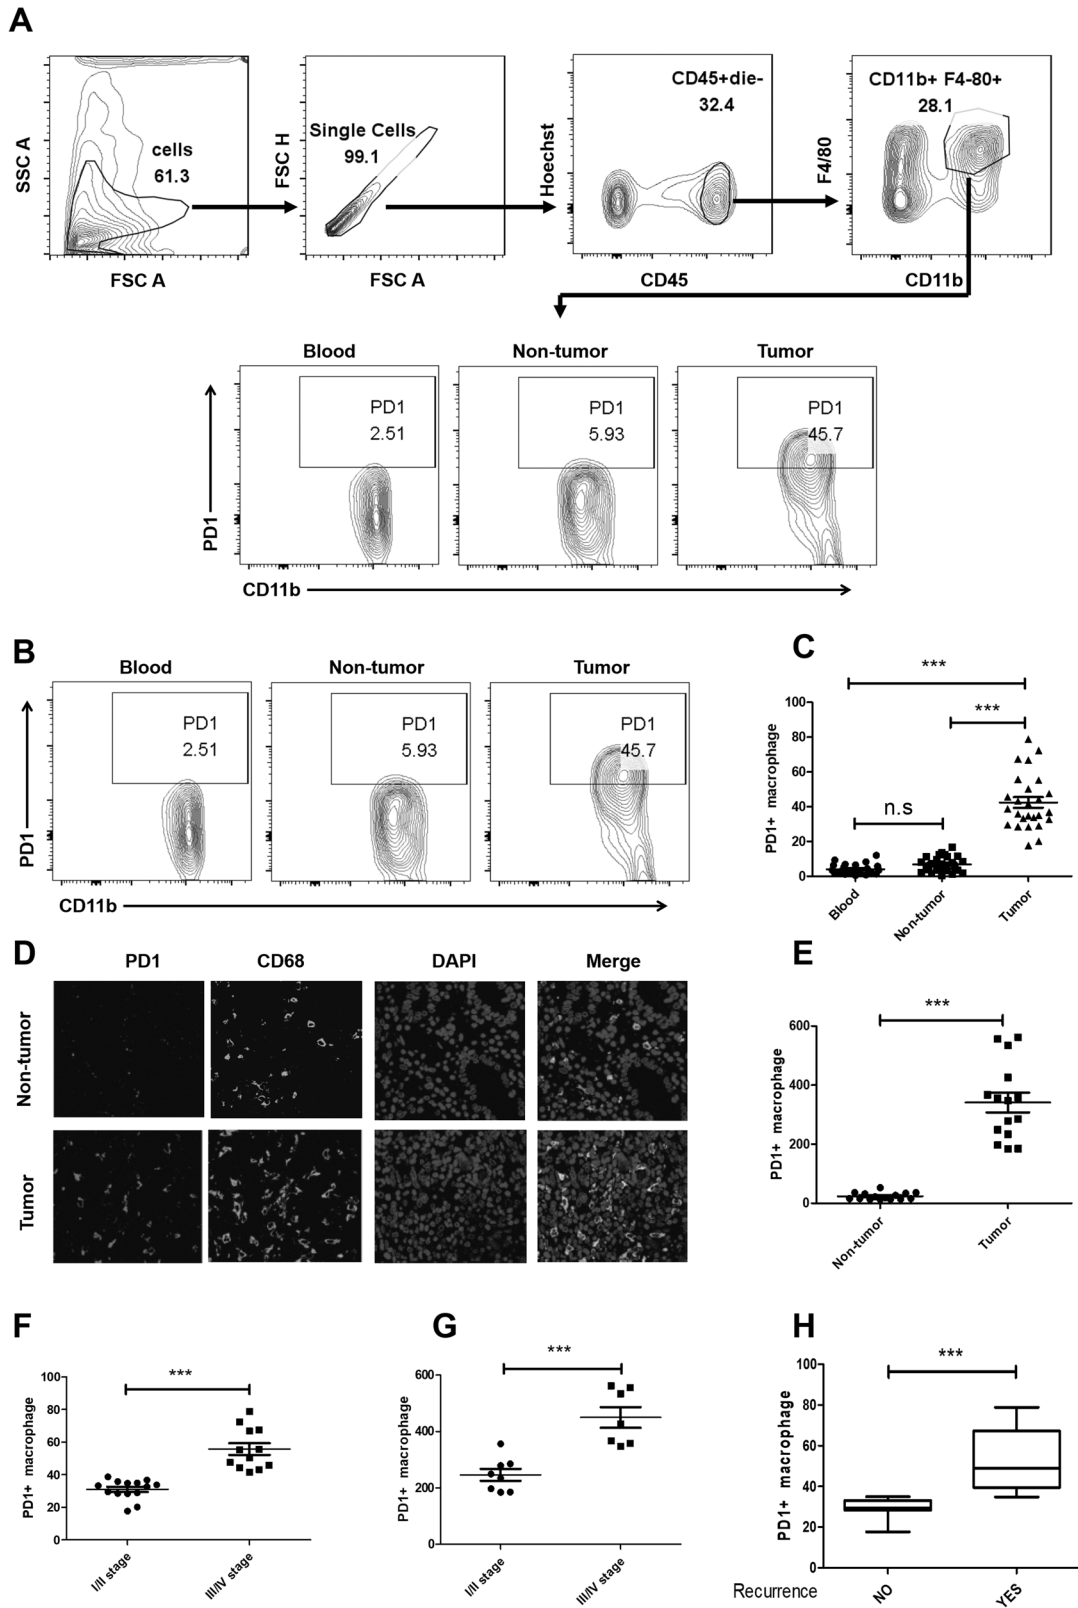 A
SSC A
cells
61.3
FSC A
FSC H
Single Cells
99.1
FSC A
Hoechst
CD45+die-
32.4
CD45
F4/80
CD11b+ F4-80+
28.1
CD11b
Blood
Non-tumor
Tumor
PD1
PD1
2.51
PD1
5.93
PD1
45.7
CD11b
B
Blood
Non-tumor
Tumor
PD1
PD1
2.51
PD1
5.93
PD1
45.7
CD11b
C
PD1+ macrophage
100
80
60
40
20
0
***
***
n.s
Blood
Non-tumor
Tumor
D
PD1
CD68
DAPI
Merge
Non-tumor
Tumor
E
PD1+ macrophage
600
400
200
0
***
Non-tumor
Tumor
F
PD1+ macrophage
100
80
60
40
20
0
***
I/II stage
III/IV stage
G
PD1+ macrophage
600
400
200
0
***
I/II stage
III/IV stage
H
PD1+ macrophage
100
80
60
40
20
0
***
Recurrence
NO
YES